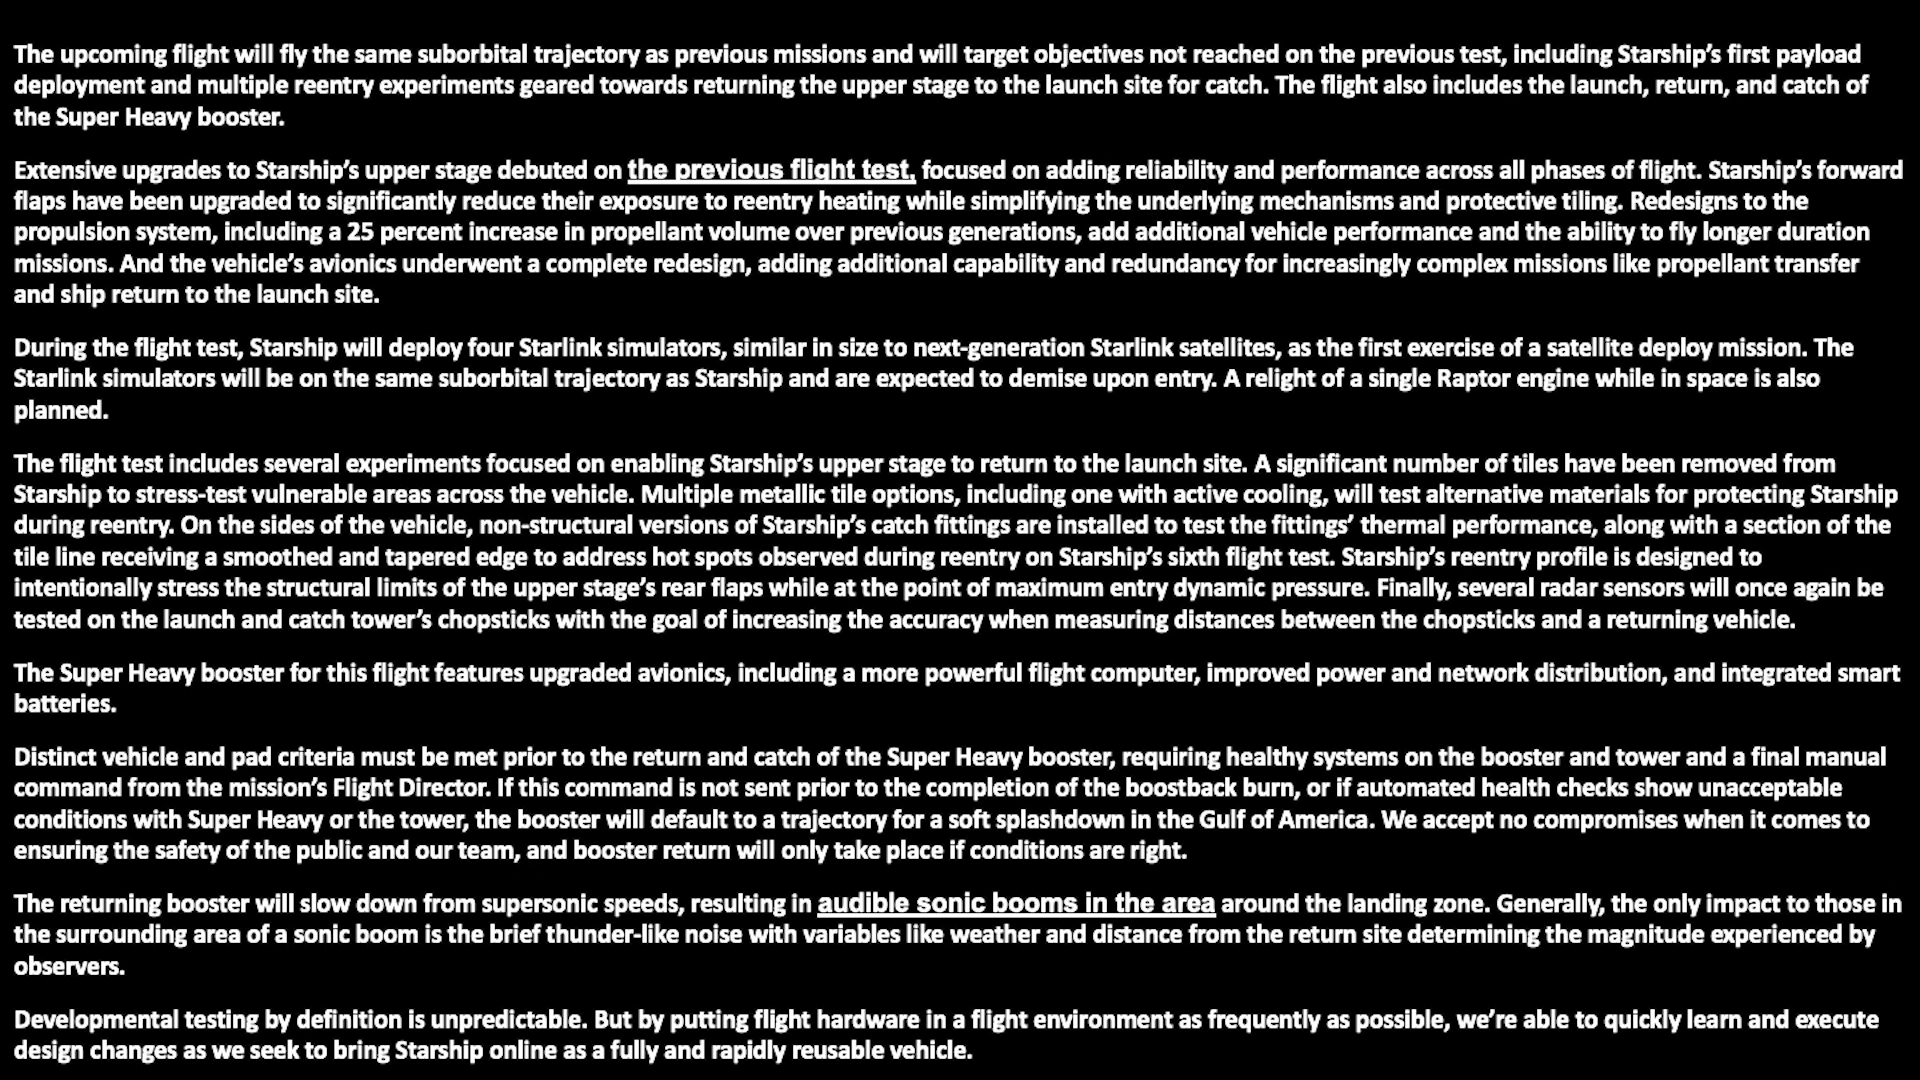 The upcoming flight will fly the same suborbital trajectory as previous missions and will target objectives not reached on the previous test, including Starship’s first payload
deployment and multiple reentry experiments geared towards returning the upper stage to the launch site for catch. The flight also includes the launch, return, and catch of
the Super Heavy booster.
Extensive upgrades to Starship’s upper stage debuted on the previous flight test, focused on adding reliability and performance across all phases of flight. Starship’s forward
flaps have been upgraded to significantly reduce their exposure to reentry heating while simplifying the underlying mechanisms and protective tiling. Redesigns to the
propulsion system, including a 25 percent increase in propellant volume over previous generations, add additional vehicle performance and the ability to fly longer duration
missions. And the vehicle’s avionics underwent a complete redesign, adding additional capability and redundancy for increasingly complex missions like propellant transfer
and ship return to the launch site.
During the flight test, Starship will deploy four Starlink simulators, similar in size to next-generation Starlink satellites, as the first exercise of a satellite deploy mission. The
Starlink simulators will be on the same suborbital trajectory as Starship and are expected to demise upon entry. A relight of a single Raptor engine while in space is also
planned.
The flight test includes several experiments focused on enabling Starship’s upper stage to return to the launch site. A significant number of tiles have been removed from
Starship to stress-test vulnerable areas across the vehicle. Multiple metallic tile options, including one with active cooling, will test alternative materials for protecting Starship
during reentry. On the sides of the vehicle, non-structural versions of Starship’s catch fittings are installed to test the fittings’ thermal performance, along with a section of the
tile line receiving a smoothed and tapered edge to address hot spots observed during reentry on Starship’s sixth flight test. Starship’s reentry profile is designed to
intentionally stress the structural limits of the upper stage’s rear flaps while at the point of maximum entry dynamic pressure. Finally, several radar sensors will once again be
tested on the launch and catch tower’s chopsticks with the goal of increasing the accuracy when measuring distances between the chopsticks and a returning vehicle.
The Super Heavy booster for this flight features upgraded avionics, including a more powerful flight computer, improved power and network distribution, and integrated smart
batteries.
Distinct vehicle and pad criteria must be met prior to the return and catch of the Super Heavy booster, requiring healthy systems on the booster and tower and a final manual
command from the mission’s Flight Director. If this command is not sent prior to the completion of the boostback burn, or if automated health checks show unacceptable
conditions with Super Heavy or the tower, the booster will default to a trajectory for a soft splashdown in the Gulf of America. We accept no compromises when it comes to
ensuring the safety of the public and our team, and booster return will only take place if conditions are right.
The returning booster will slow down from supersonic speeds, resulting in audible sonic booms in the area around the landing zone. Generally, the only impact to those in
the surrounding area of a sonic boom is the brief thunder-like noise with variables like weather and distance from the return site determining the magnitude experienced by
observers.
Developmental testing by definition is unpredictable. But by putting flight hardware in a flight environment as frequently as possible, we’re able to quickly learn and execute
design changes as we seek to bring Starship online as a fully and rapidly reusable vehicle.